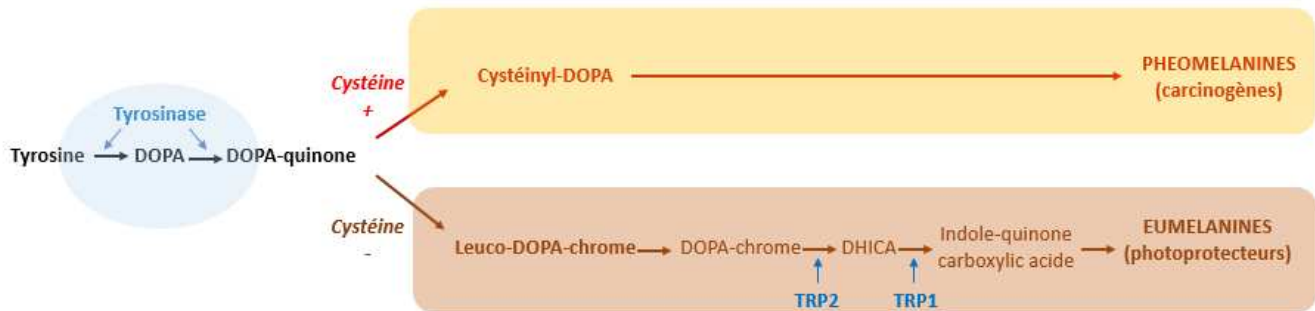 Tyrosinase
Tyrosine
DOPA
DOPA-quinone
Cystéine
+
Cystéinyl-DOPA
PHEOMELANINES
(carcinogènes)
Cystéine
-
Leuco-DOPA-chrome
DOPA-chrome
DHICA
Indole-quinone
carboxylic acide
EUMELANINES
(photoprotecteurs)
TRP2
TRP1